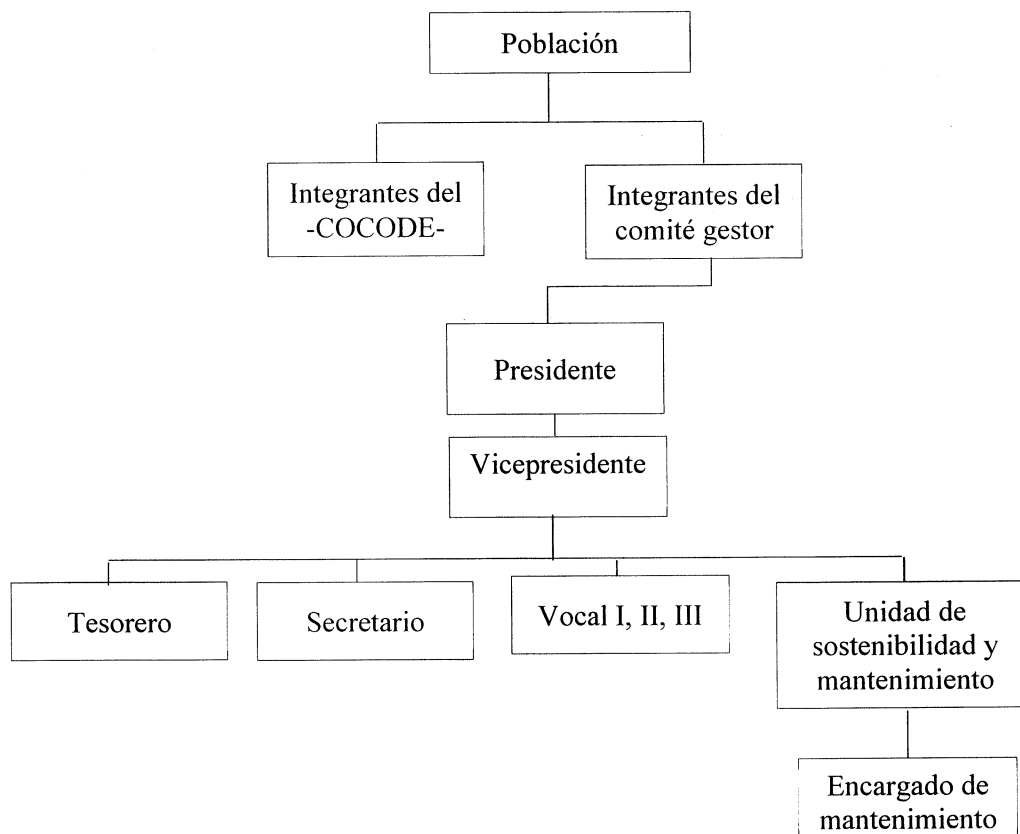 Población
Integrantes del
-COCODE-
Integrantes del
comité gestor
Presidente
Vicepresidente
Tesorero
Secretario
Vocal I, II, III
Unidad de
sostenibilidad y
mantenimiento
Encargado de
mantenimiento